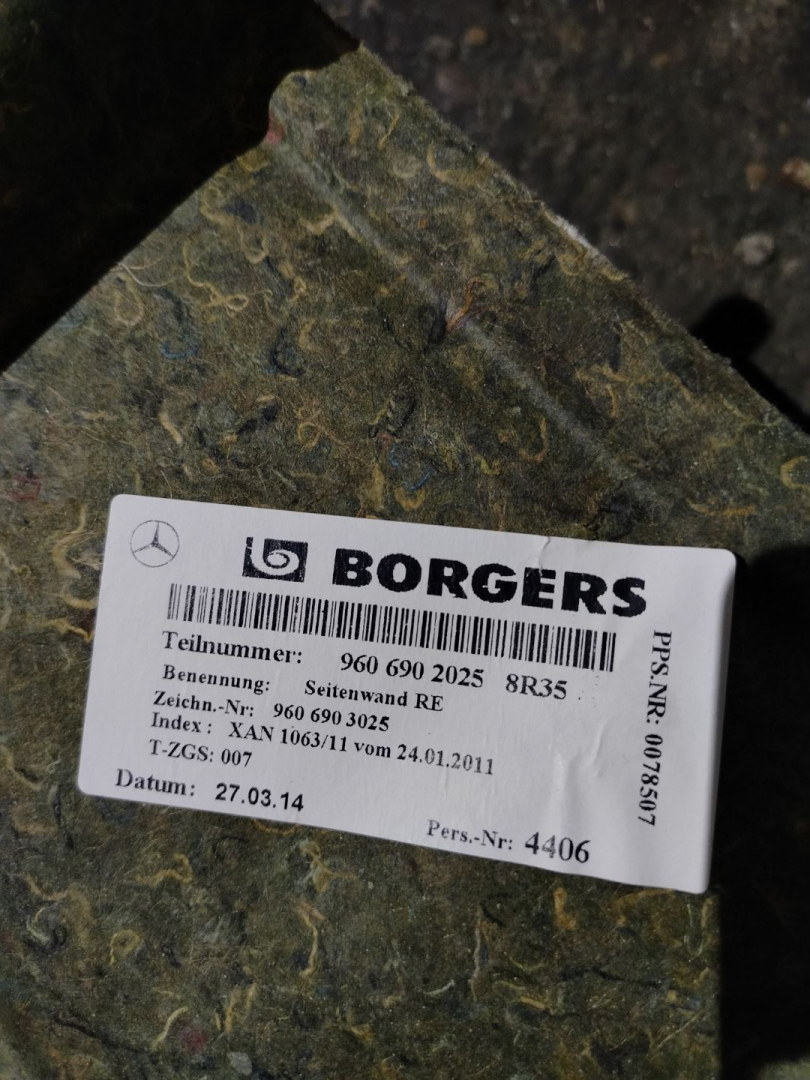 BORGERS
Teilnummer: 960 690 2025 8R35
Benennung: Seitenwand RE
Zeichn.-Nr: 960 690 3025
Index : XAN 1063/11 vom 24.01.2011
T-ZGS: 007
Datum: 27.03.14
Pers.-Nr: 4406
PPS.NR: 0078507